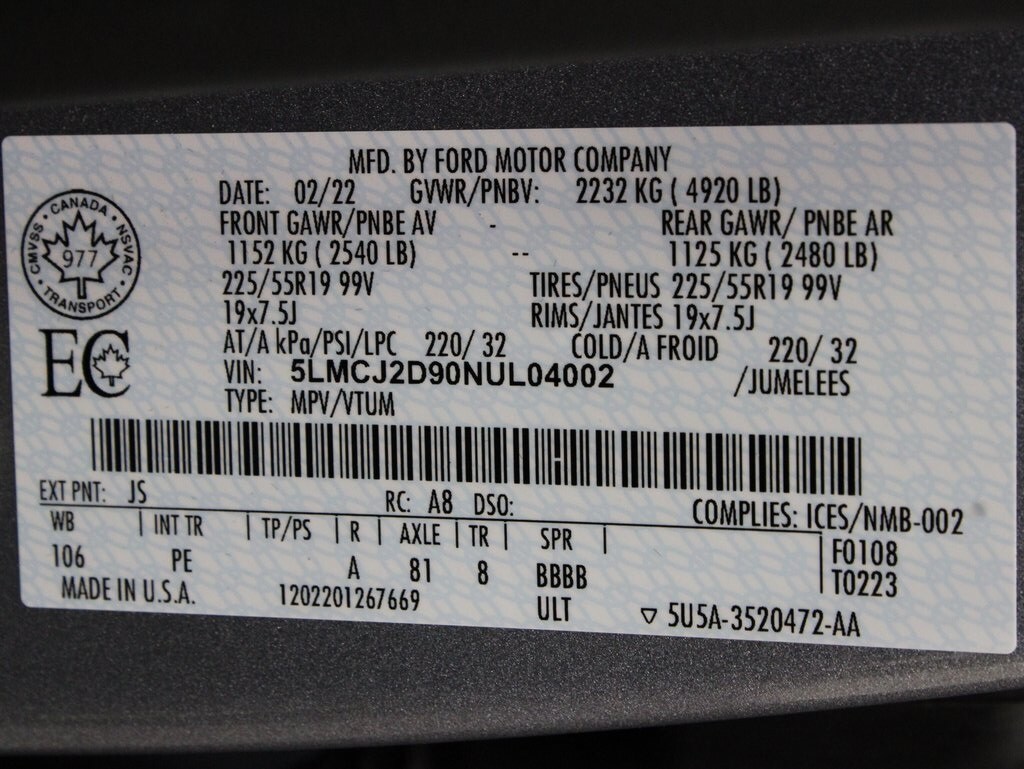 MFD. BY FORD MOTOR COMPANY
DATE: 02/22 GVWR/PNBV: 2232 KG ( 4920 LB)
FRONT GAWR/PNBE AV - REAR GAWR/ PNBE AR
1152 KG ( 2540 LB) -- 1125 KG ( 2480 LB)
225/55R19 99V TIRES/PNEUS 225/55R19 99V
19x7.5J RIMS/JANTES 19x7.5J
AT/A kPa/PSI/LPC 220/ 32 COLD/A FROID 220/ 32
VIN: 5LMCJ2D90NUL04002 /JUMELEES
TYPE: MPV/VTUM
CANADA
CMVSS 977 NSVAC
TRANSPORT
EC
EXT PNT: JS RC: A8 DSO: COMPLIES: ICES/NMB-002
WB | INT TR | TP/PS | R | AXLE | TR | SPR | F0108
106 PE A 81 8 BBBB | T0223
MADE IN U.S.A. 1202201267669 ULT ▽ 5U5A-3520472-AA